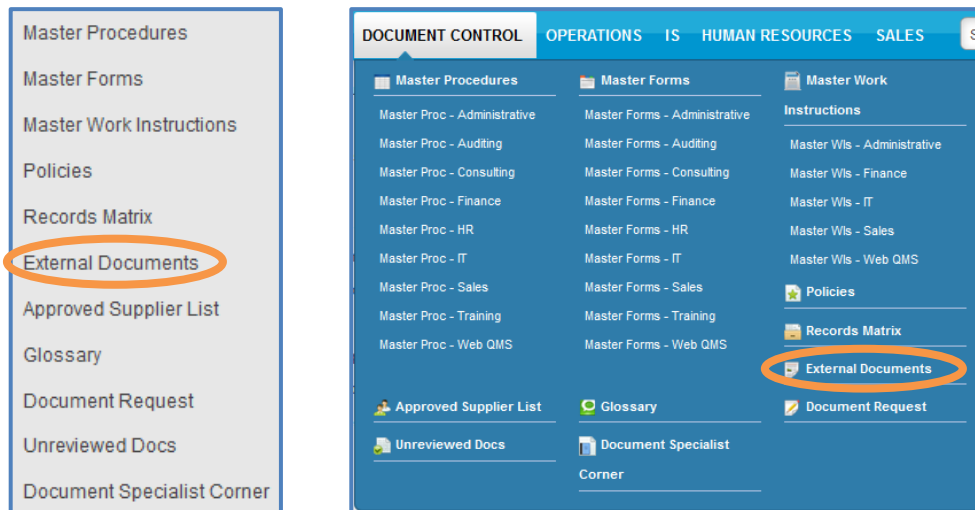 Master Procedures
Master Forms
Master Work Instructions
Policies
Records Matrix
External Documents
Approved Supplier List
Glossary
Document Request
Unreviewed Docs
Document Specialist Corner
DOCUMENT CONTROL OPERATIONS IS HUMAN RESOURCES SALES S
Master Procedures
Master Proc - Administrative
Master Proc - Auditing
Master Proc - Consulting
Master Proc - Finance
Master Proc - HR
Master Proc - IT
Master Proc - Sales
Master Proc - Training
Master Proc - Web QMS
Master Forms
Master Forms - Administrative
Master Forms - Auditing
Master Forms - Consulting
Master Forms - Finance
Master Forms - HR
Master Forms - IT
Master Forms - Sales
Master Forms - Training
Master Forms - Web QMS
Master Work
Instructions
Master WIs - Administrative
Master WIs - Finance
Master WIs - IT
Master WIs - Sales
Master WIs - Web QMS
Policies
Records Matrix
External Documents
Approved Supplier List
Glossary
Document Request
Unreviewed Docs
Document Specialist
Corner